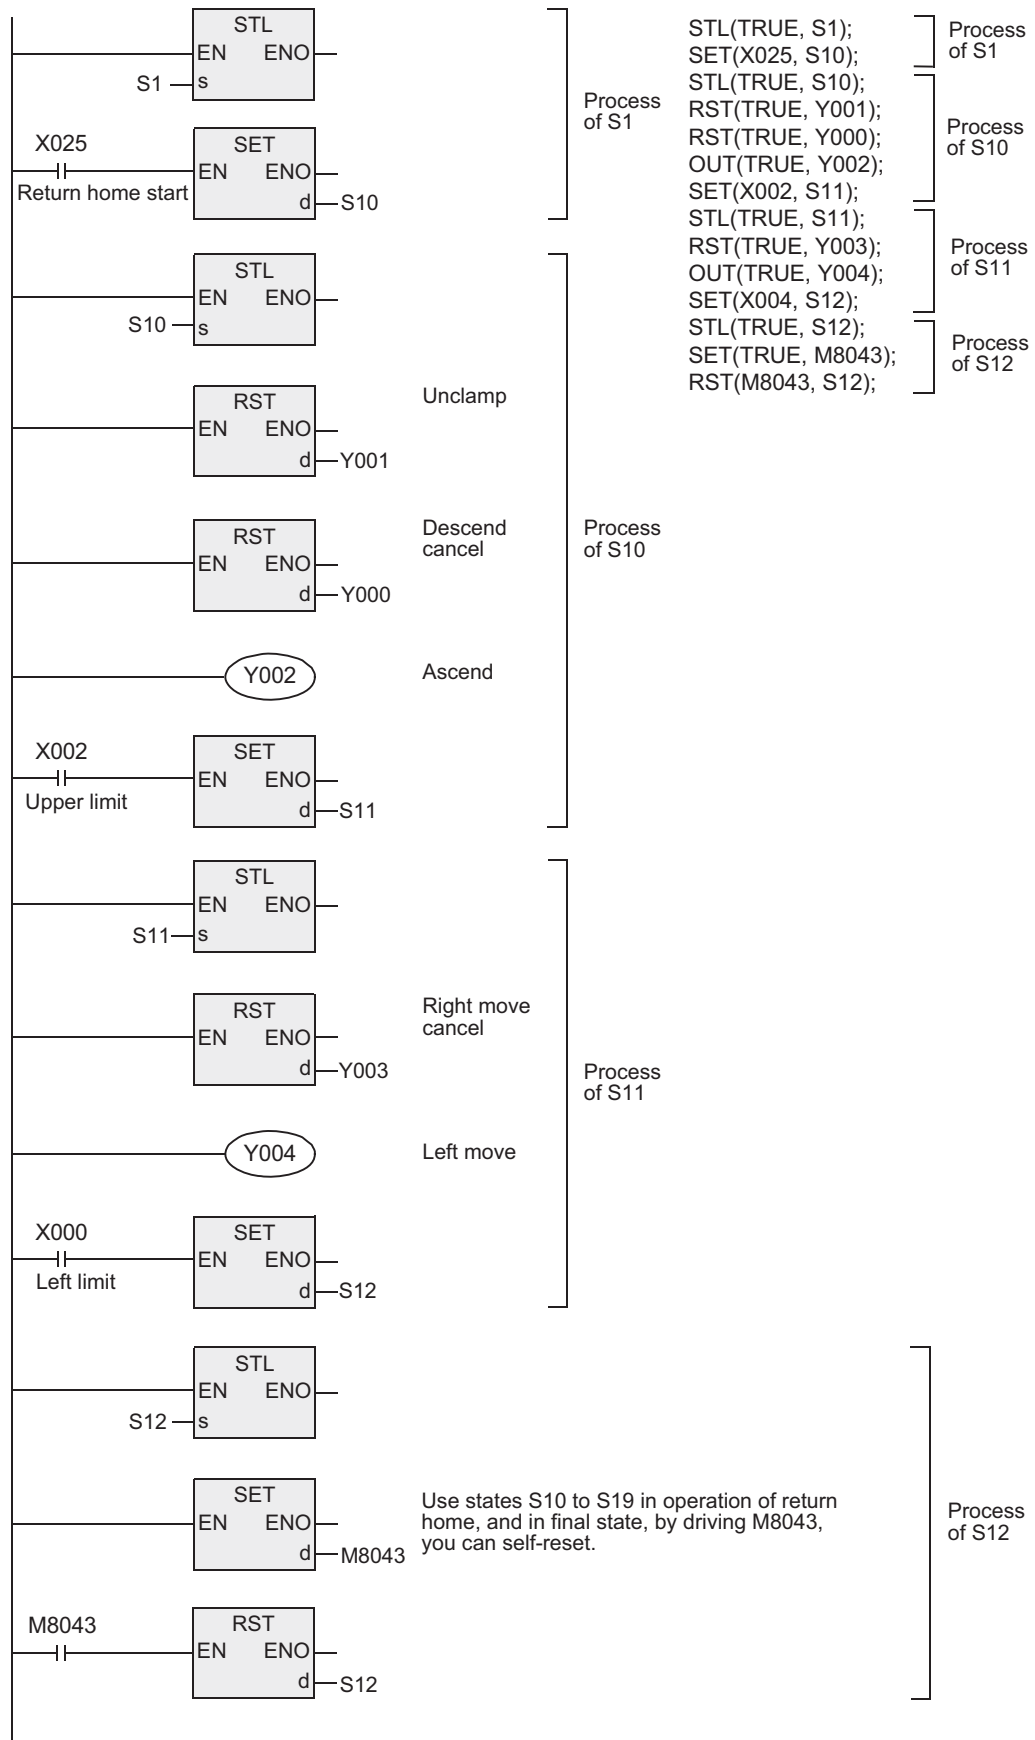 STL
EN ENO
S1 s
X025
SET
EN ENO
Return home start
d S10
Process
of S1
STL
EN ENO
S10 s
RST
EN ENO
d Y001
Unclamp
RST
EN ENO
d Y000
Descend
cancel
Y002
Ascend
X002
SET
EN ENO
Upper limit
d S11
Process
of S10
STL
EN ENO
S11 s
RST
EN ENO
d Y003
Right move
cancel
Y004
Left move
X000
SET
EN ENO
Left limit
d S12
Process
of S11
STL
EN ENO
S12 s
SET
EN ENO
d M8043
Use states S10 to S19 in operation of return
home, and in final state, by driving M8043,
you can self-reset.
M8043
RST
EN ENO
d S12
Process
of S12
STL(TRUE, S1);
SET(X025, S10);
Process
of S1
STL(TRUE, S10);
RST(TRUE, Y001);
RST(TRUE, Y000);
OUT(TRUE, Y002);
SET(X002, S11);
Process
of S10
STL(TRUE, S11);
RST(TRUE, Y003);
OUT(TRUE, Y004);
SET(X004, S12);
Process
of S11
STL(TRUE, S12);
SET(TRUE, M8043);
RST(M8043, S12);
Process
of S12